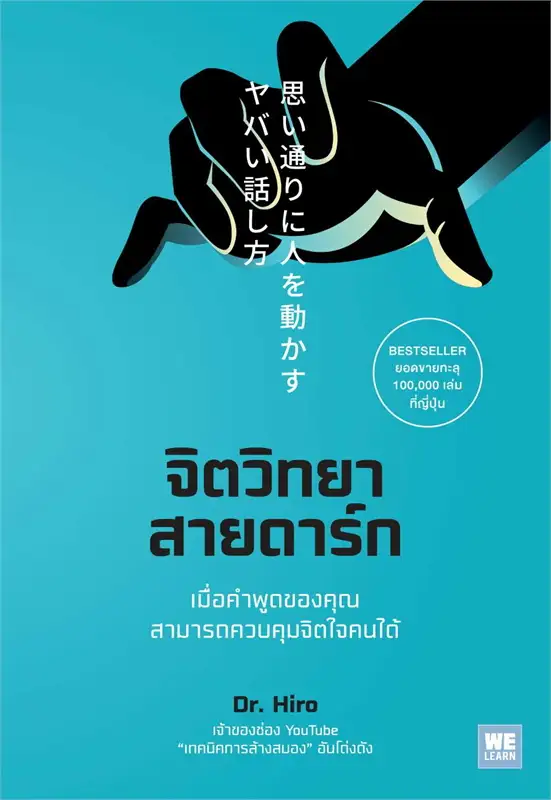 思い通りに人を動かす
ヤバい話し方
BESTSELLER
ยอดขายทะลุ
100,000 เล่ม
ที่ญี่ปุ่น
จิตวิทยา
สายดาร์ก
เมื่อคำพูดของคุณ
สามารถควบคุมจิตใจคนได้
Dr. Hiro
เจ้าของช่อง YouTube
“เทคนิคการล้างสมอง” อันโด่งดัง
WE
LEARN